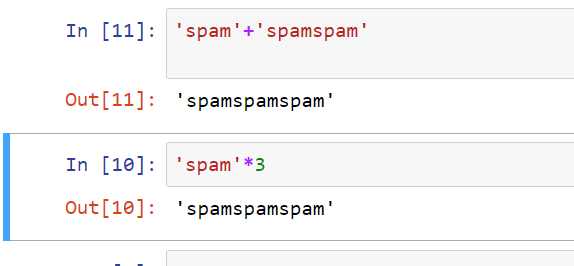 In [11]: 'spam'+'spamspam'
Out[11]: 'spamspamspam'
In [10]: 'spam'*3
Out[10]: 'spamspamspam'